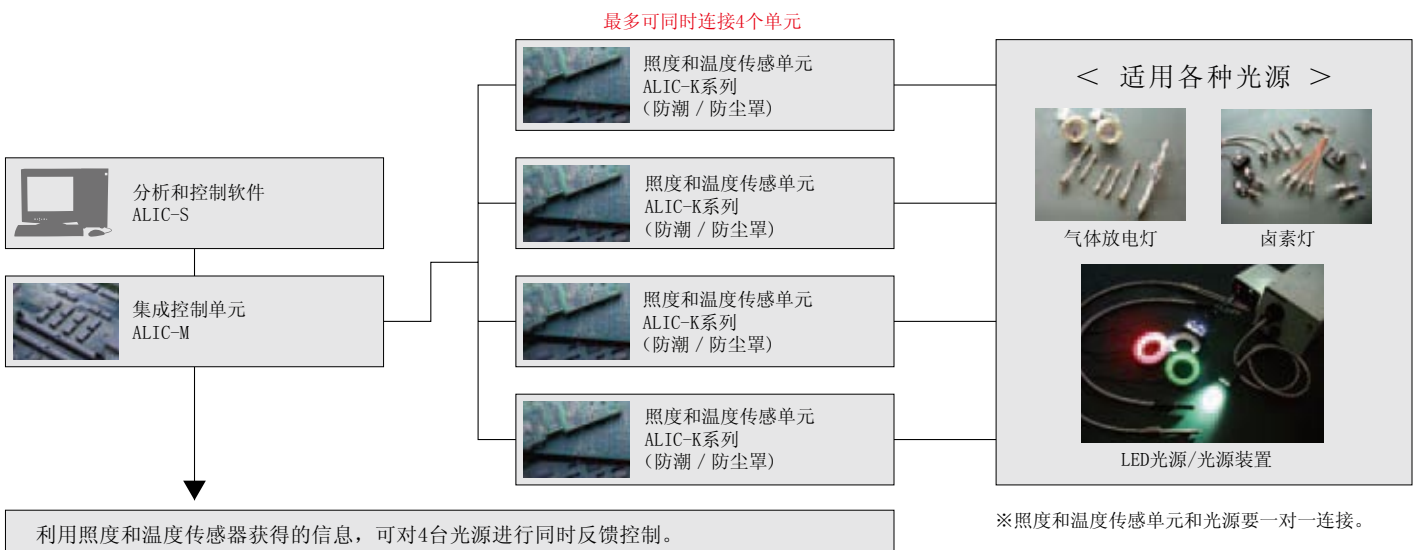 最多可同时连接4个单元
照度和温度传感单元
ALIC-K系列
(防潮/防尘罩)
照度和温度传感单元
ALIC-K系列
(防潮/防尘罩)
照度和温度传感单元
ALIC-K系列
(防潮/防尘罩)
照度和温度传感单元
ALIC-K系列
(防潮/防尘罩)
分析和控制软件
ALIC-S
集成控制单元
ALIC-M
< 适用各种光源 >
气体放电灯
卤素灯
LED光源/光源装置
利用照度和温度传感器获得的信息，可对4台光源进行同时反馈控制。
※照度和温度传感单元和光源要一对一连接。